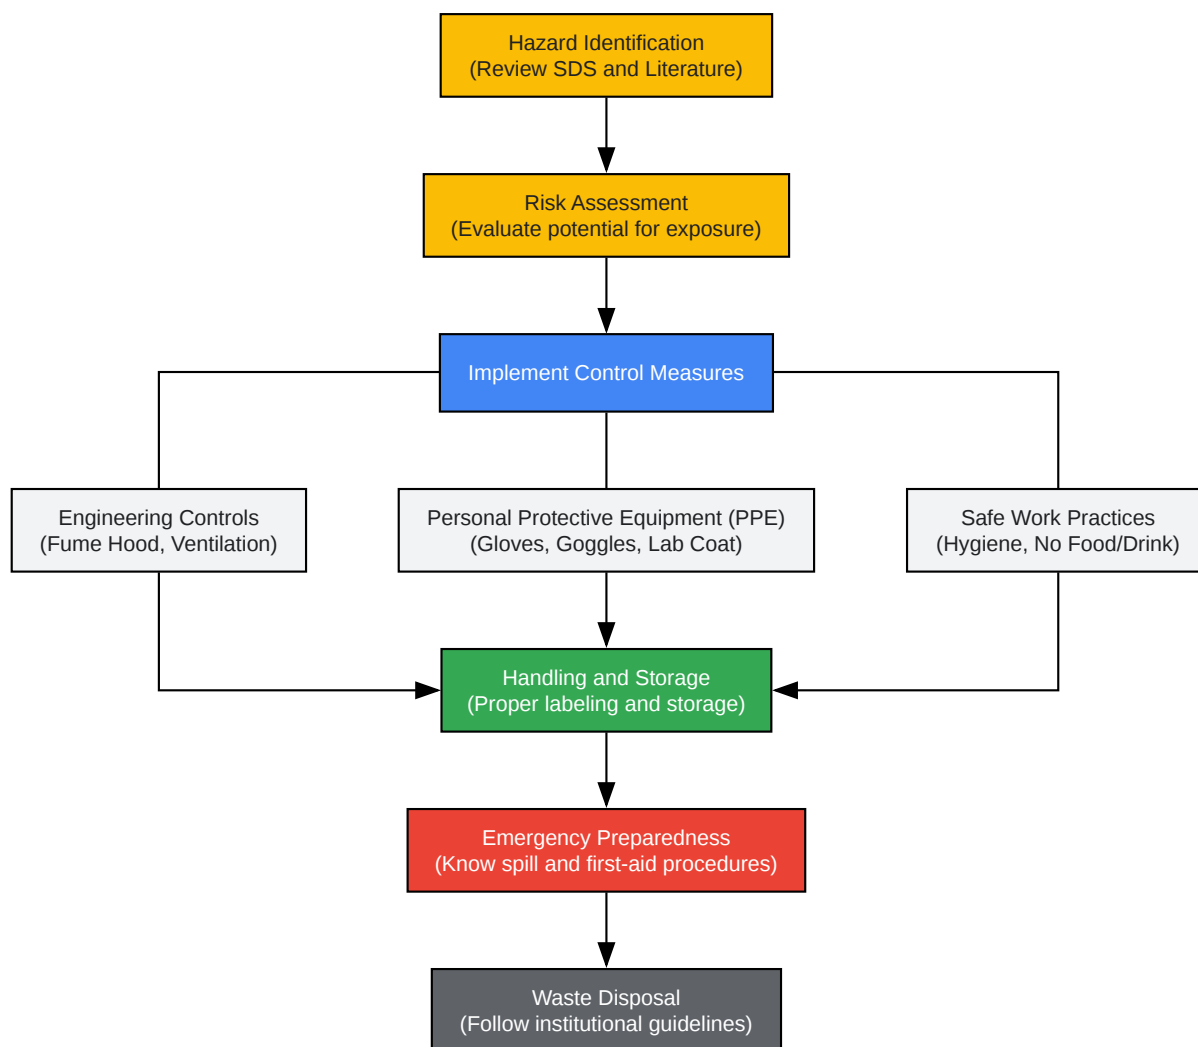 Hazard Identification
(Review SDS and Literature)
Risk Assessment
(Evaluate potential for exposure)
Implement Control Measures
Engineering Controls
(Fume Hood, Ventilation)
Personal Protective Equipment (PPE)
(Gloves, Goggles, Lab Coat)
Safe Work Practices
(Hygiene, No Food/Drink)
Handling and Storage
(Proper labeling and storage)
Emergency Preparedness
(Know spill and first-aid procedures)
Waste Disposal
(Follow institutional guidelines)